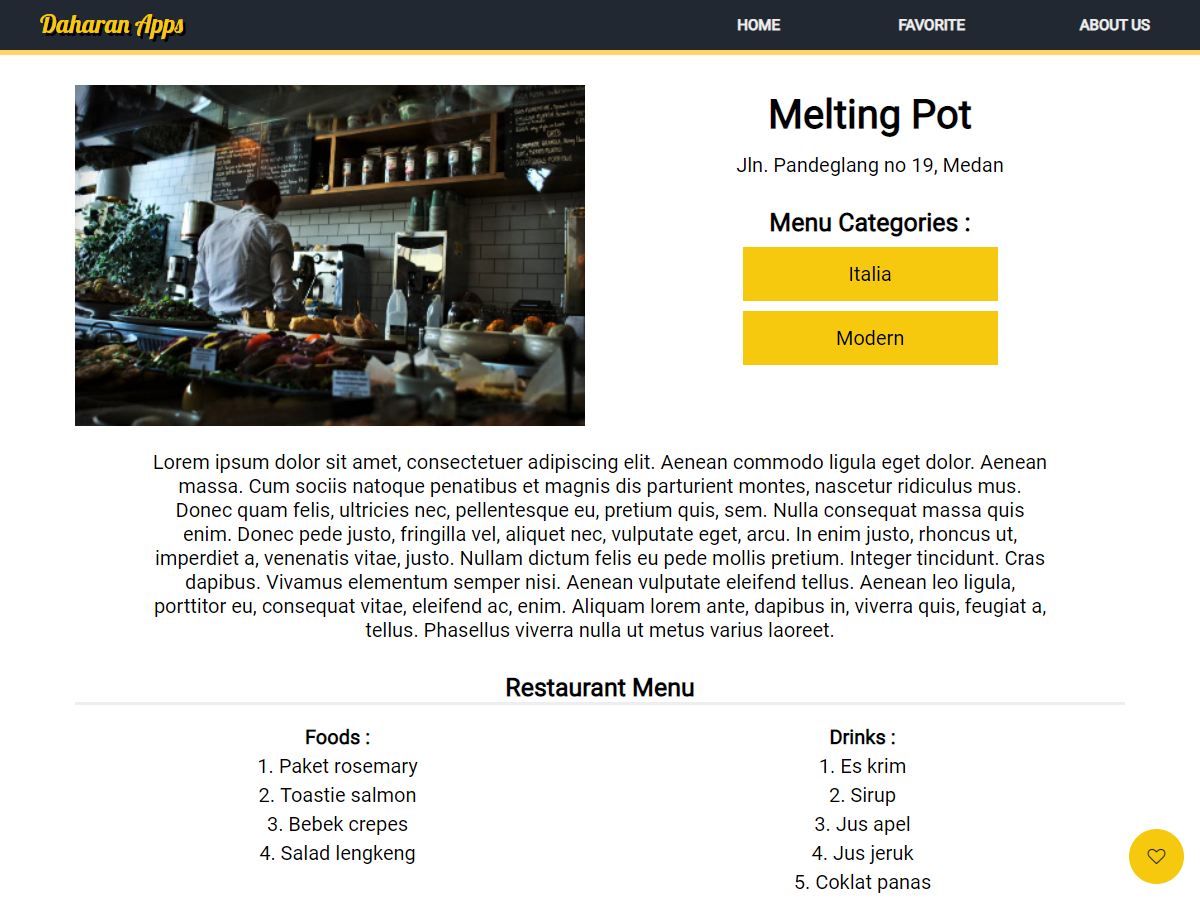 Daharan Apps
HOME
FAVORITE
ABOUT US
Melting Pot
Jln. Pandeglang no 19, Medan
Menu Categories :
Italia
Modern
Lorem ipsum dolor sit amet, consectetuer adipiscing elit. Aenean commodo ligula eget dolor. Aenean
massa. Cum sociis natoque penatibus et magnis dis parturient montes, nascetur ridiculus mus.
Donec quam felis, ultricies nec, pellentesque eu, pretium quis, sem. Nulla consequat massa quis
enim. Donec pede justo, fringilla vel, aliquet nec, vulputate eget, arcu. In enim justo, rhoncus ut,
imperdiet a, venenatis vitae, justo. Nullam dictum felis eu pede mollis pretium. Integer tincidunt. Cras
dapibus. Vivamus elementum semper nisi. Aenean vulputate eleifend tellus. Aenean leo ligula,
porttitor eu, consequat vitae, eleifend ac, enim. Aliquam lorem ante, dapibus in, viverra quis, feugiat a,
tellus. Phasellus viverra nulla ut metus varius laoreet.
Restaurant Menu
Foods :
1. Paket rosemary
2. Toastie salmon
3. Bebek crepes
4. Salad lengkeng
Drinks :
1. Es krim
2. Sirup
3. Jus apel
4. Jus jeruk
5. Coklat panas